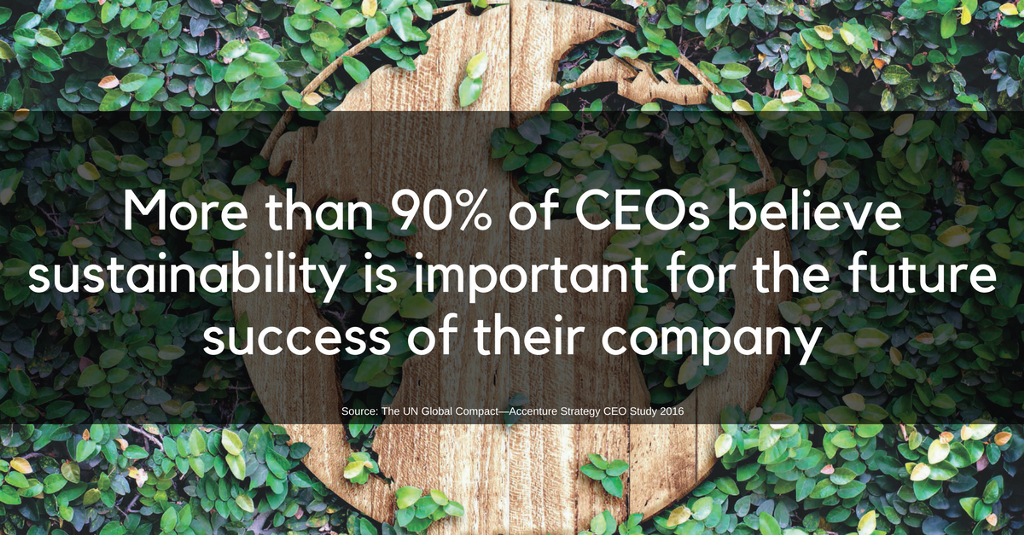 More than 90% of CEOs believe
sustainability is important for the future
success of their company
Source: The UN Global Compact—Accenture Strategy CEO Study 2016